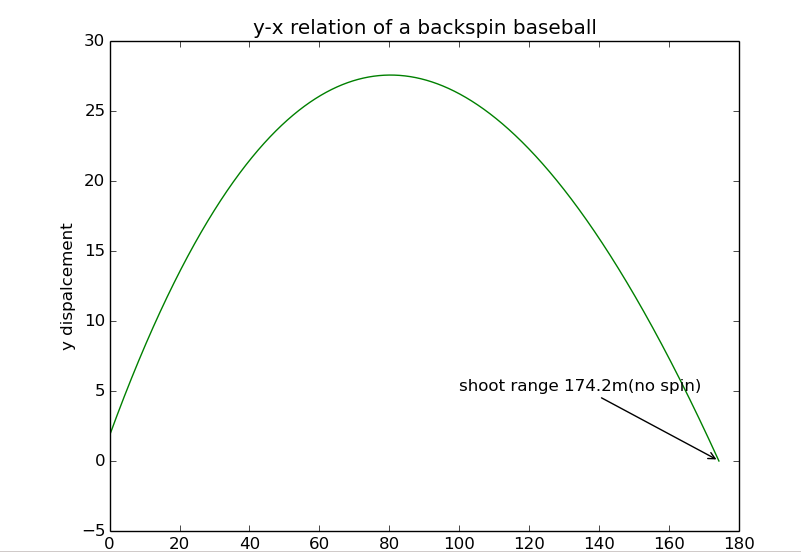 y-x relation of a backspin baseball
30
25
20
15
10
5
0
−5
y dispalcement
shoot range 174.2m(no spin)
0 20 40 60 80 100 120 140 160 180